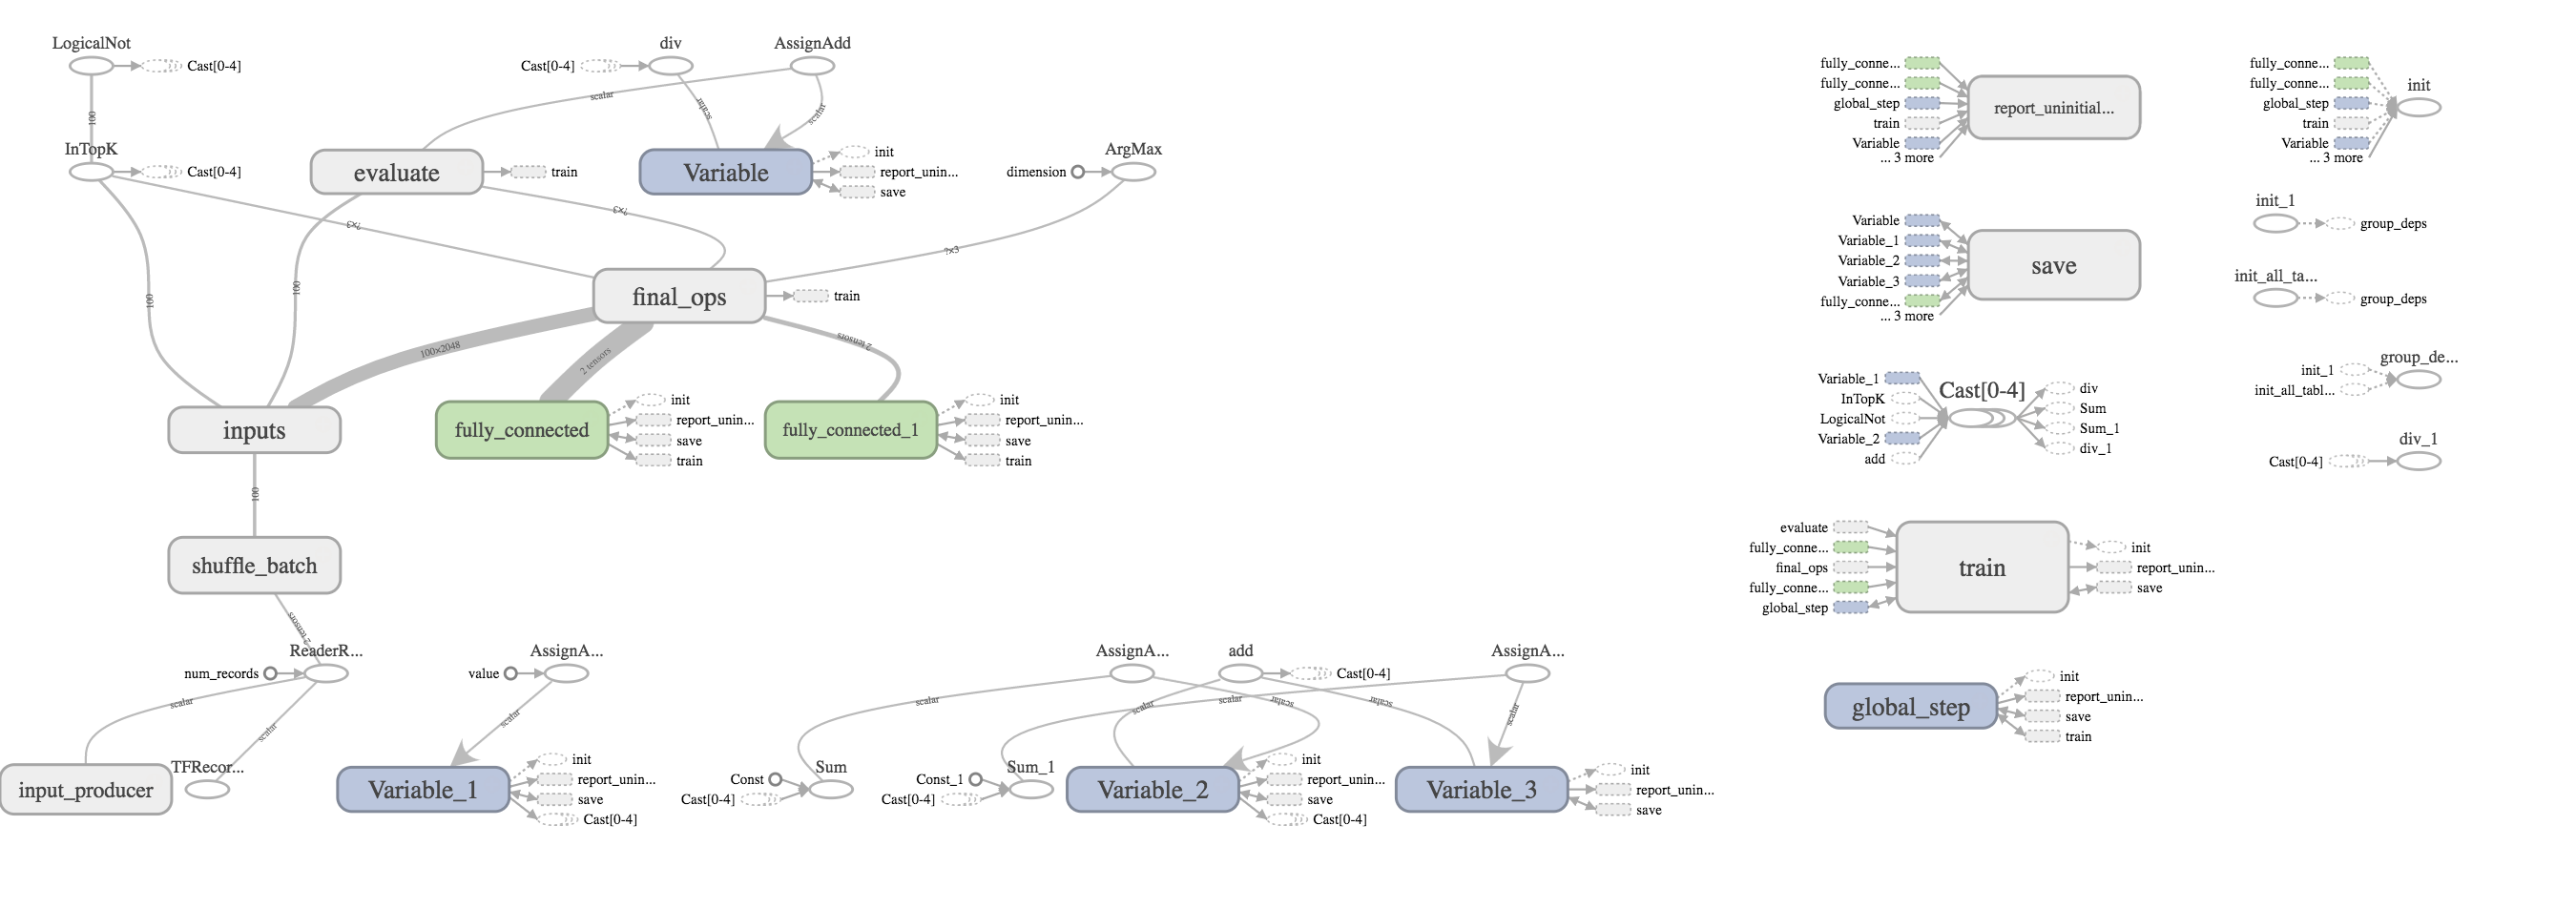 LogicalNot
Cast[0-4]
100
InTopK
Cast[0-4]
div
Cast[0-4]
AssignAdd
scalar
scalar
scalar
evaluate
train
Variable
init
report_unin...
save
ArgMax
dimension
?×3
?×3
?×3
100
100
final_ops
train
100×2048
2 tensors
2 tensors
inputs
fully_connected
init
report_unin...
save
train
fully_connected_1
init
report_unin...
save
train
100
shuffle_batch
2 tensors
ReaderR...
num_records
scalar
scalar
input_producer
TFRecor...
AssignA...
value
scalar
Variable_1
init
report_unin...
save
Cast[0-4]
AssignA...
add
Cast[0-4]
AssignA...
scalar
scalar
scalar
scalar
scalar
scalar
Const
Sum
Cast[0-4]
Const_1
Sum_1
Cast[0-4]
Variable_2
init
report_unin...
save
Cast[0-4]
Variable_3
init
report_unin...
save
fully_conne...
fully_conne...
global_step
train
Variable
... 3 more
report_uninitial...
fully_conne...
fully_conne...
global_step
train
Variable
... 3 more
init
Variable
Variable_1
Variable_2
Variable_3
fully_conne...
... 3 more
save
init_1
group_deps
init_all_ta...
group_deps
Variable_1
InTopK
LogicalNot
Variable_2
add
Cast[0-4]
div
Sum
Sum_1
div_1
group_de...
init_1
init_all_tabl...
div_1
Cast[0-4]
evaluate
fully_conne...
final_ops
fully_conne...
global_step
train
init
report_unin...
save
global_step
init
report_unin...
save
train